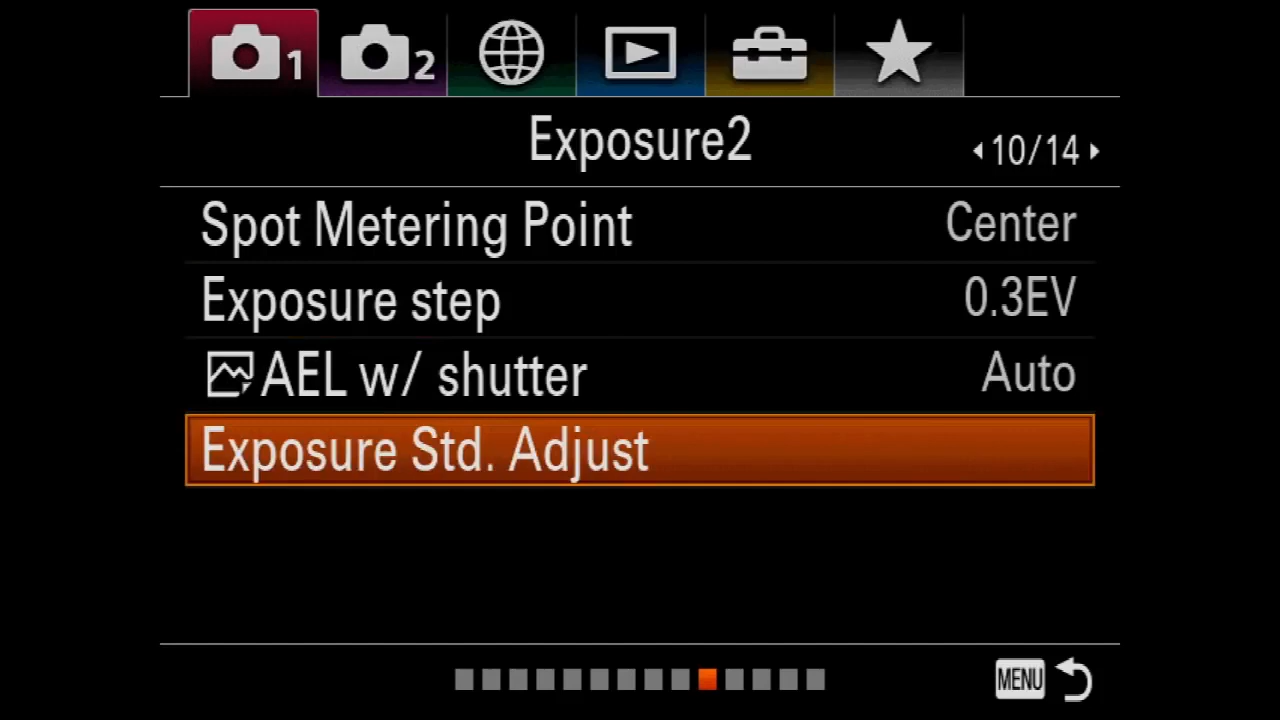 1 2
Exposure2
10/14
Spot Metering Point Center
Exposure step 0.3EV
AEL w/ shutter Auto
Exposure Std. Adjust
MENU